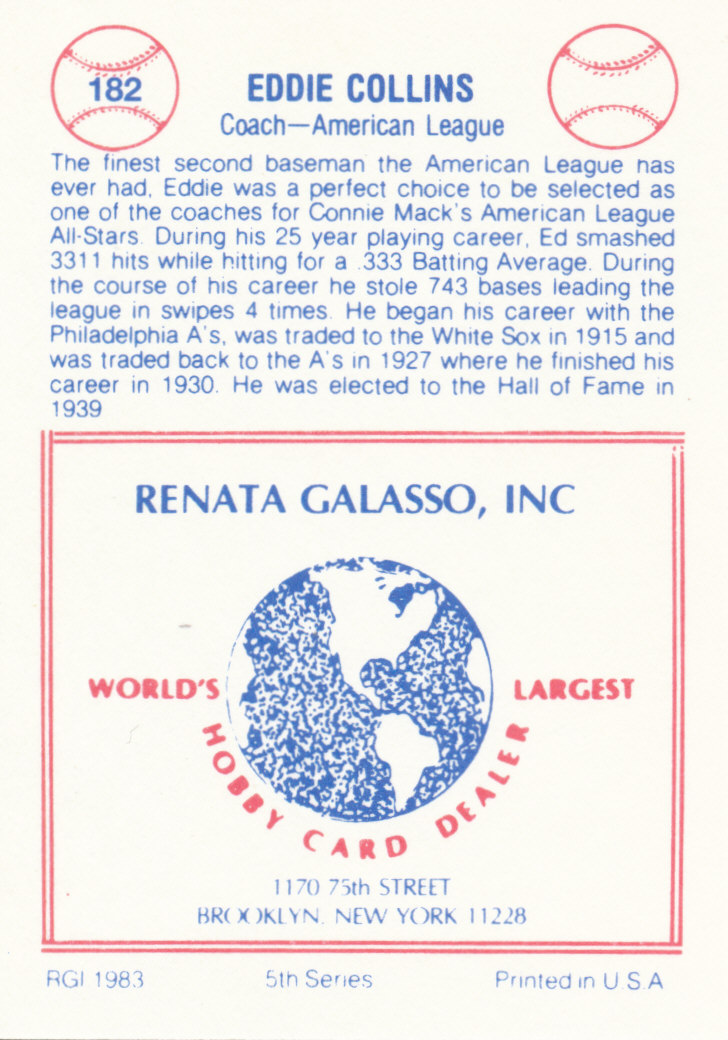 182
EDDIE COLLINS
Coach—American League
The finest second baseman the American League has
ever had, Eddie was a perfect choice to be selected as
one of the coaches for Connie Mack's American League
All-Stars. During his 25 year playing career, Ed smashed
3311 hits while hitting for a .333 Batting Average. During
the course of his career he stole 743 bases leading the
league in swipes 4 times. He began his career with the
Philadelphia A's, was traded to the White Sox in 1915 and
was traded back to the A's in 1927 where he finished his
career in 1930. He was elected to the Hall of Fame in
1939
RENATA GALASSO, INC
WORLD'S LARGEST
HOBBY CARD DEALER
1170 75th STREET
BROOKLYN, NEW YORK 11228
RGI 1983 5th Series Printed in U.S.A